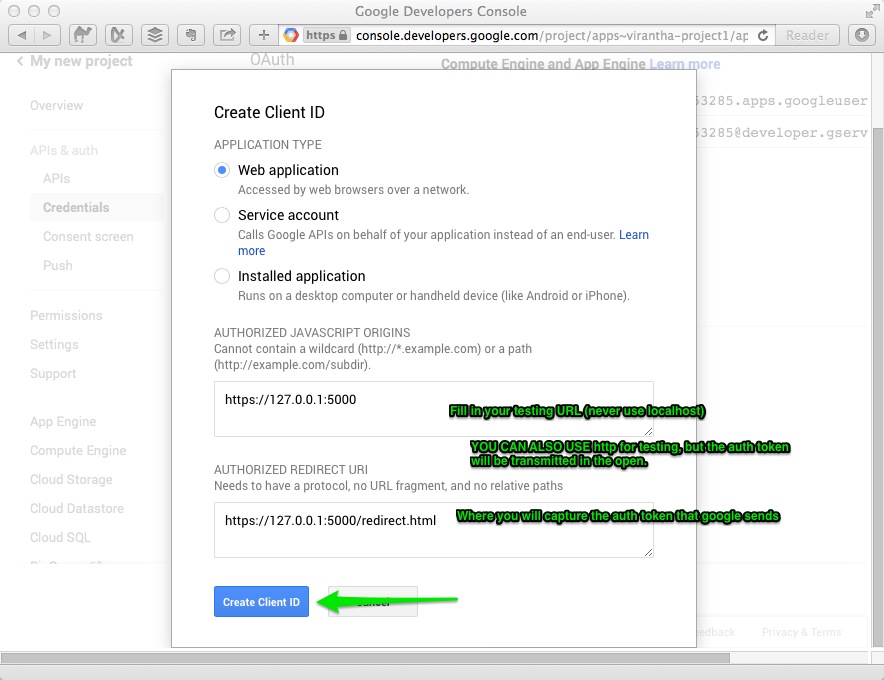 Google Developers Console
https console.developers.google.com/project/apps~virantha-project1/ap
Reader
My new project
OAuth
Compute Engine and App Engine Learn more
Overview
53285.apps.googleuser
53285@developer.gserv
APIs & auth
APIs
Credentials
Consent screen
Push
Permissions
Settings
Support
App Engine
Compute Engine
Cloud Storage
Cloud Datastore
Cloud SQL
Create Client ID
APPLICATION TYPE
Web application
Accessed by web browsers over a network.
Service account
Calls Google APIs on behalf of your application instead of an end-user. Learn
more
Installed application
Runs on a desktop computer or handheld device (like Android or iPhone).
AUTHORIZED JAVASCRIPT ORIGINS
Cannot contain a wildcard (http://*.example.com) or a path
(http://example.com/subdir).
https://127.0.0.1:5000
Fill in your testing URL (never use localhost)
YOU CAN ALSO USE http for testing, but the auth token
will be transmitted in the open.
AUTHORIZED REDIRECT URI
Needs to have a protocol, no URL fragment, and no relative paths
https://127.0.0.1:5000/redirect.html
Where you will capture the auth token that google sends
Create Client ID
Cancel
eedback
Privacy & Terms